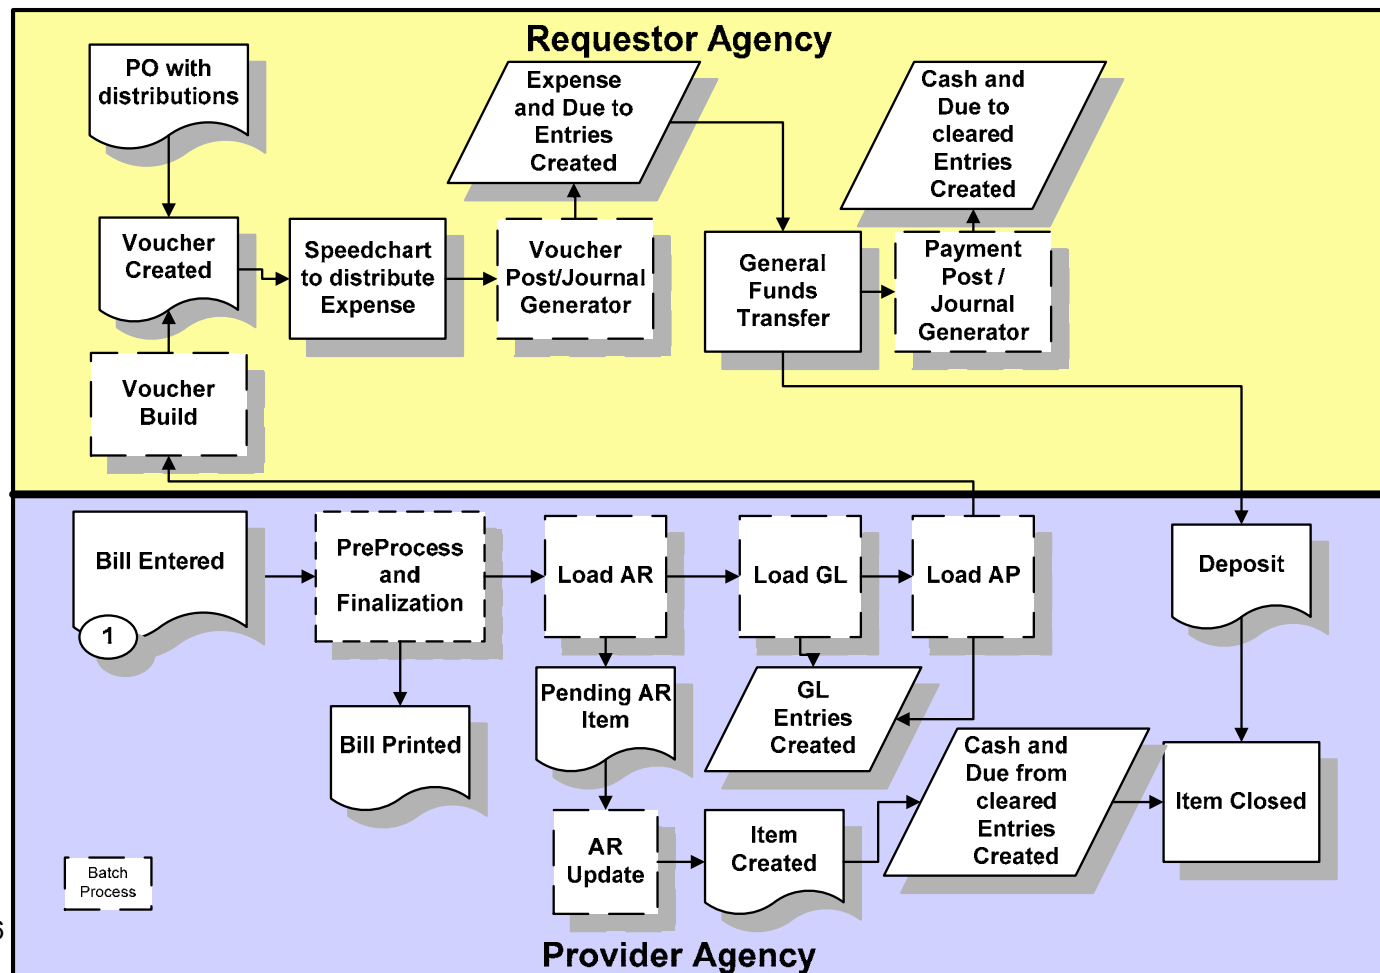 Requestor Agency
PO with
distributions
Expense
and Due to
Entries
Created
Cash and
Due to
cleared
Entries
Created
Voucher
Created
Speedchart
to distribute
Expense
Voucher
Post/Journal
Generator
General
Funds
Transfer
Payment
Post /
Journal
Generator
Voucher
Build
Bill Entered
1
PreProcess
and
Finalization
Load AR
Load GL
Load AP
Deposit
Bill Printed
Pending AR
Item
GL
Entries
Created
Cash and
Due from
cleared
Entries
Created
Item Closed
AR
Update
Item
Created
Batch
Process
Provider Agency